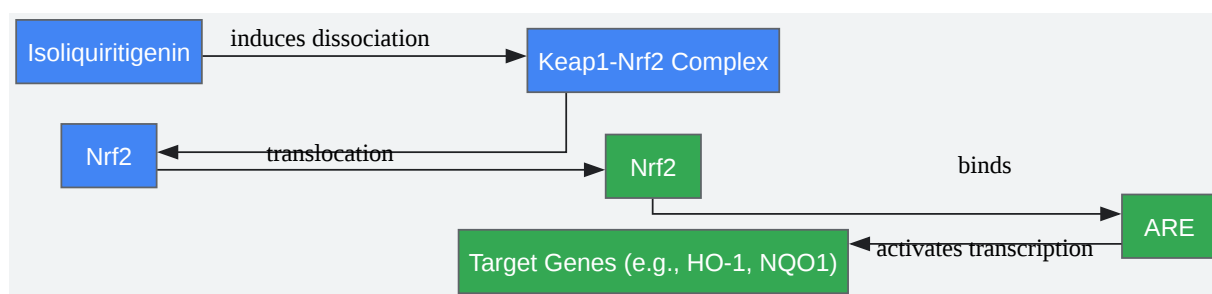 Isoliquiritigenin
induces dissociation
Keap1-Nrf2 Complex
Nrf2
translocation
Nrf2
binds
ARE
activates transcription
Target Genes (e.g., HO-1, NQO1)